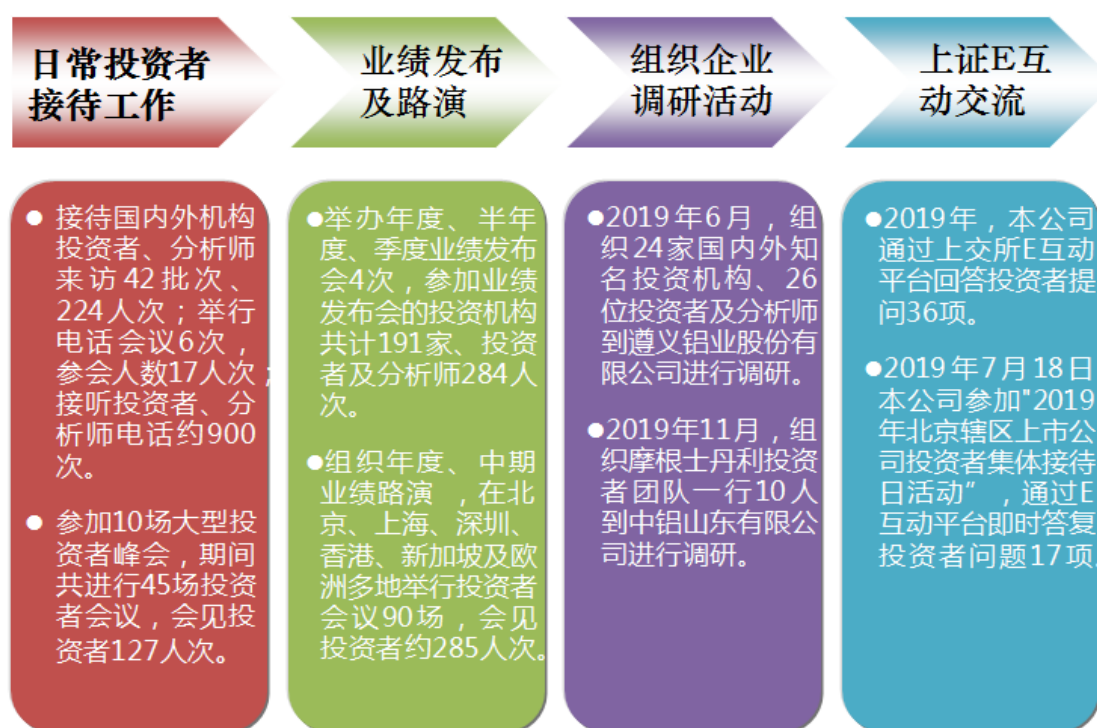 日常投资者
接待工作
业绩发布
及路演
组织企业
调研活动
上证E互
动交流
● 接待国内外机构
投资者、分析师
来访42批次、
224人次；举行
电话会议6次，
参会人数17人次；
接听投资者、分
析师电话约900
次。
● 参加10场大型投
资者峰会，期间
共进行45场投资
者会议，会见投
资者127人次。
●举办年度、半年
度、季度业绩发布
会4次，参加业绩
发布会的投资机构
共计191家、投资
者及分析师284人
次。
●组织年度、中期
业绩路演 ，在北
京、上海、深圳、
香港、新加坡及欧
洲多地举行投资者
会议90场，会见
投资者约285人次。
●2019年6月，组
织24家国内外知
名投资机构、26
位投资者及分析师
到遵义铝业股份有
限公司进行调研。
●2019年11月，组
织摩根士丹利投资
者团队一行10人
到中铝山东有限公
司进行调研。
●2019年，本公司
通过上交所E互动
平台回答投资者提
问36项。
●2019年7月18日
本公司参加"2019
年北京辖区上市公
司投资者集体接待
日活动”，通过E
互动平台即时答复
投资者问题17项.